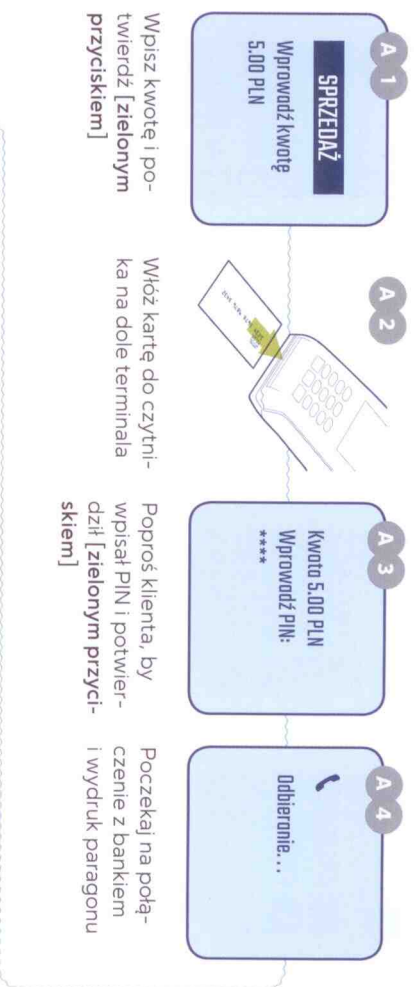 A 1
SPRZEDAŻ
Wprowadź kwotę
5.00 PLN
Wpisz kwotę i po-
twierdź [zielonym
przyciskiem]
A 2
Włóż kartę do czytni-
ka na dole terminala
A 3
Kwota 5.00 PLN
Wprowadź PIN:
****
Poproś klienta, by
wpisał PIN i potwier-
dził [zielonym przyci-
skiem]
A 4
Odbieranie...
Poczekaj na połą-
czenie z bankiem
i wydruk paragonu